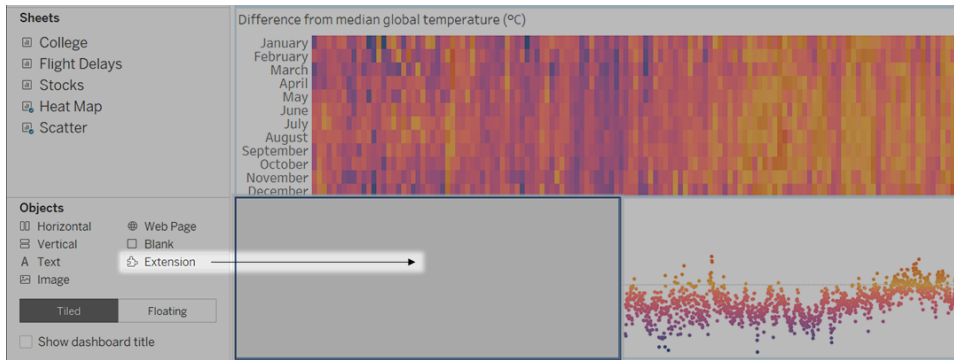 Sheets
College
Flight Delays
Stocks
Heat Map
Scatter
Objects
Horizontal
Web Page
Vertical
Blank
Text
Extension
Image
Tiled
Floating
Show dashboard title
Difference from median global temperature (ºC)
January
February
March
April
May
June
July
August
September
October
November
December